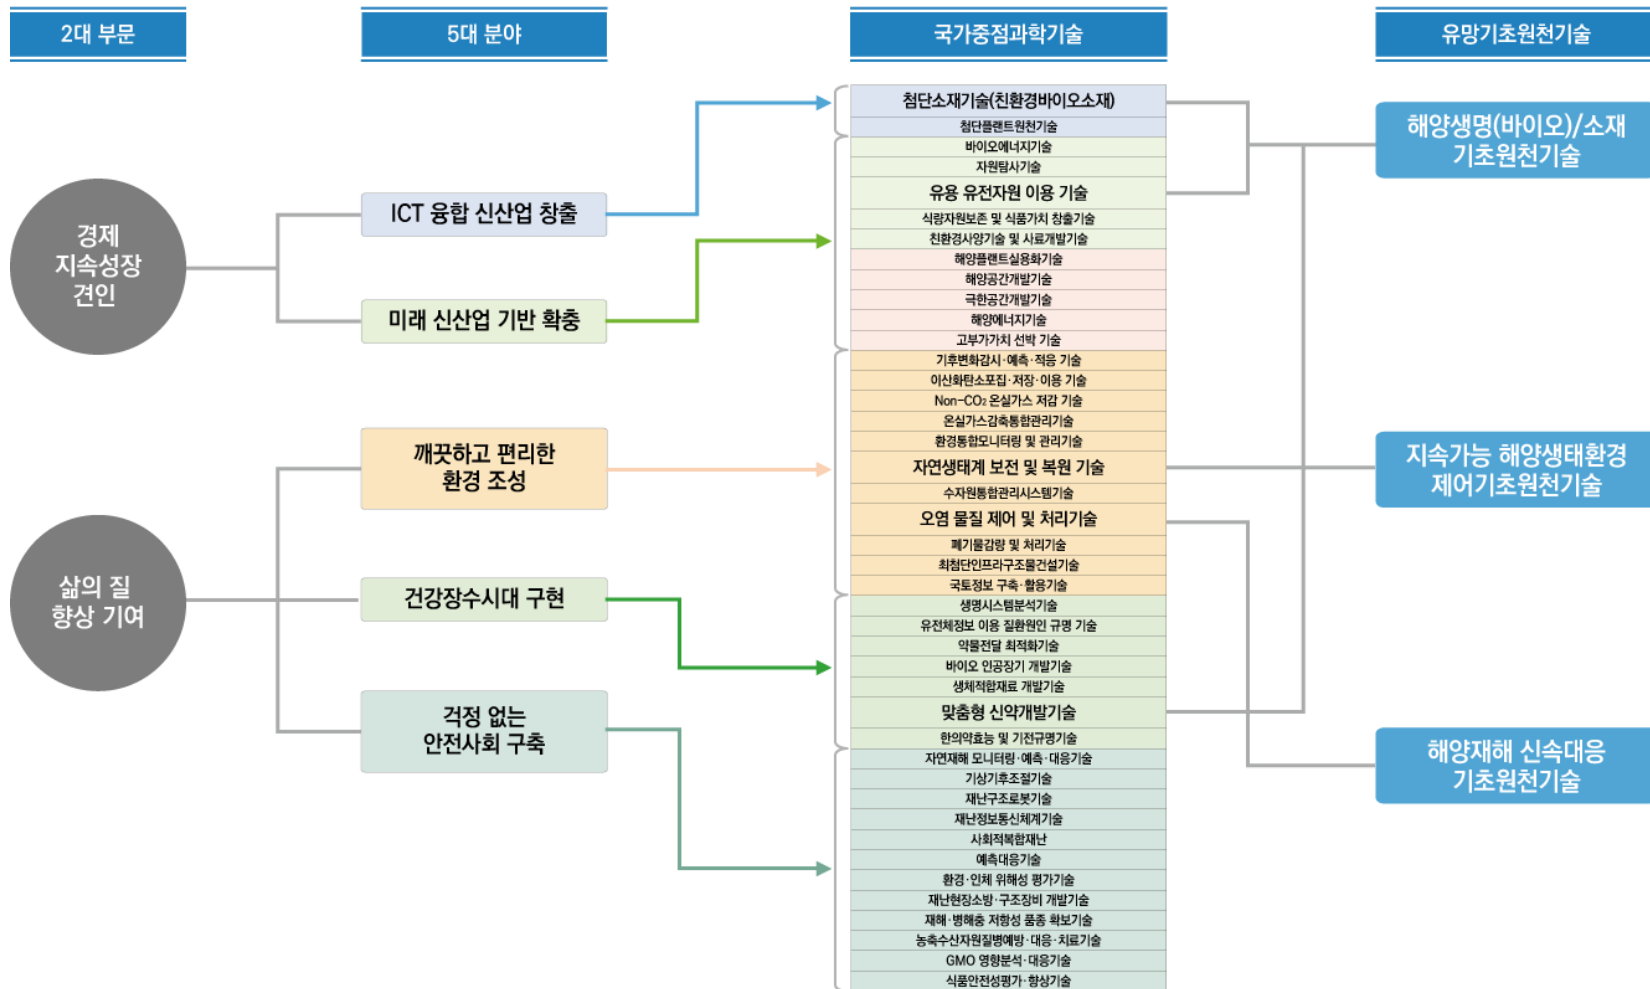 2대 부문
5대 분야
국가중점과학기술
유망기초원천기술
경제
지속성장
견인
삶의 질
향상 기여
ICT 융합 신산업 창출
미래 신산업 기반 확충
깨끗하고 편리한
환경 조성
건강장수시대 구현
걱정 없는
안전사회 구축
첨단소재기술(친환경바이오소재)
첨단플랜트원천기술
바이오에너지기술
자원탐사기술
유용 유전자원 이용 기술
식량자원보존 및 식품가치 창출기술
친환경사양기술 및 사료개발기술
해양플랜트실용화기술
해양공간개발기술
극한공간개발기술
해양에너지기술
고부가가치 선박 기술
기후변화감시·예측·적응 기술
이산화탄소포집·저장·이용 기술
Non-CO₂ 온실가스 저감 기술
온실가스감축통합관리기술
환경통합모니터링 및 관리기술
자연생태계 보전 및 복원 기술
수자원통합관리시스템기술
오염 물질 제어 및 처리기술
폐기물감량 및 처리기술
최첨단인프라구조물건설기술
국토정보 구축·활용기술
생명시스템분석기술
유전체정보 이용 질환원인 규명 기술
약물전달 최적화기술
바이오 인공장기 개발기술
생체적합재료 개발기술
맞춤형 신약개발기술
한의약효능 및 기전규명기술
자연재해 모니터링·예측·대응기술
기상기후조절기술
재난구조로봇기술
재난정보통신체계기술
사회적복합재난
예측대응기술
환경·인체 위해성 평가기술
재난현장소방·구조장비 개발기술
재해·병해충 저항성 품종 확보기술
농축수산자원질병예방·대응·치료기술
GMO 영향분석·대응기술
식품안전성평가·향상기술
해양생명(바이오)/소재
기초원천기술
지속가능 해양생태환경
제어기초원천기술
해양재해 신속대응
기초원천기술